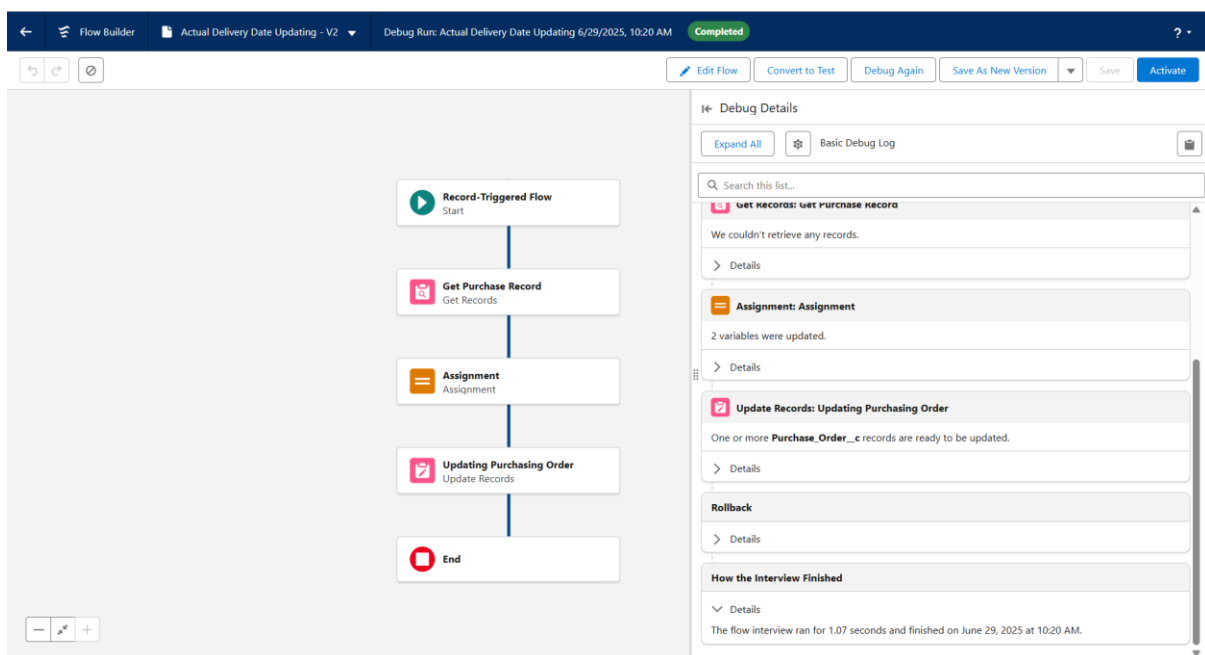 Flow Builder
Actual Delivery Date Updating - V2
Debug Run: Actual Delivery Date Updating 6/29/2025, 10:20 AM
Completed
?
Edit Flow
Convert to Test
Debug Again
Save As New Version
Save
Activate
Record-Triggered Flow
Start
Get Purchase Record
Get Records
Assignment
Assignment
Updating Purchasing Order
Update Records
End
Debug Details
Expand All
Basic Debug Log
Search this list...
Get Records: Get Purchase Record
We couldn't retrieve any records.
Details
Assignment: Assignment
2 variables were updated.
Details
Update Records: Updating Purchasing Order
One or more Purchase_Order__c records are ready to be updated.
Details
Rollback
Details
How the Interview Finished
Details
The flow interview ran for 1.07 seconds and finished on June 29, 2025 at 10:20 AM.